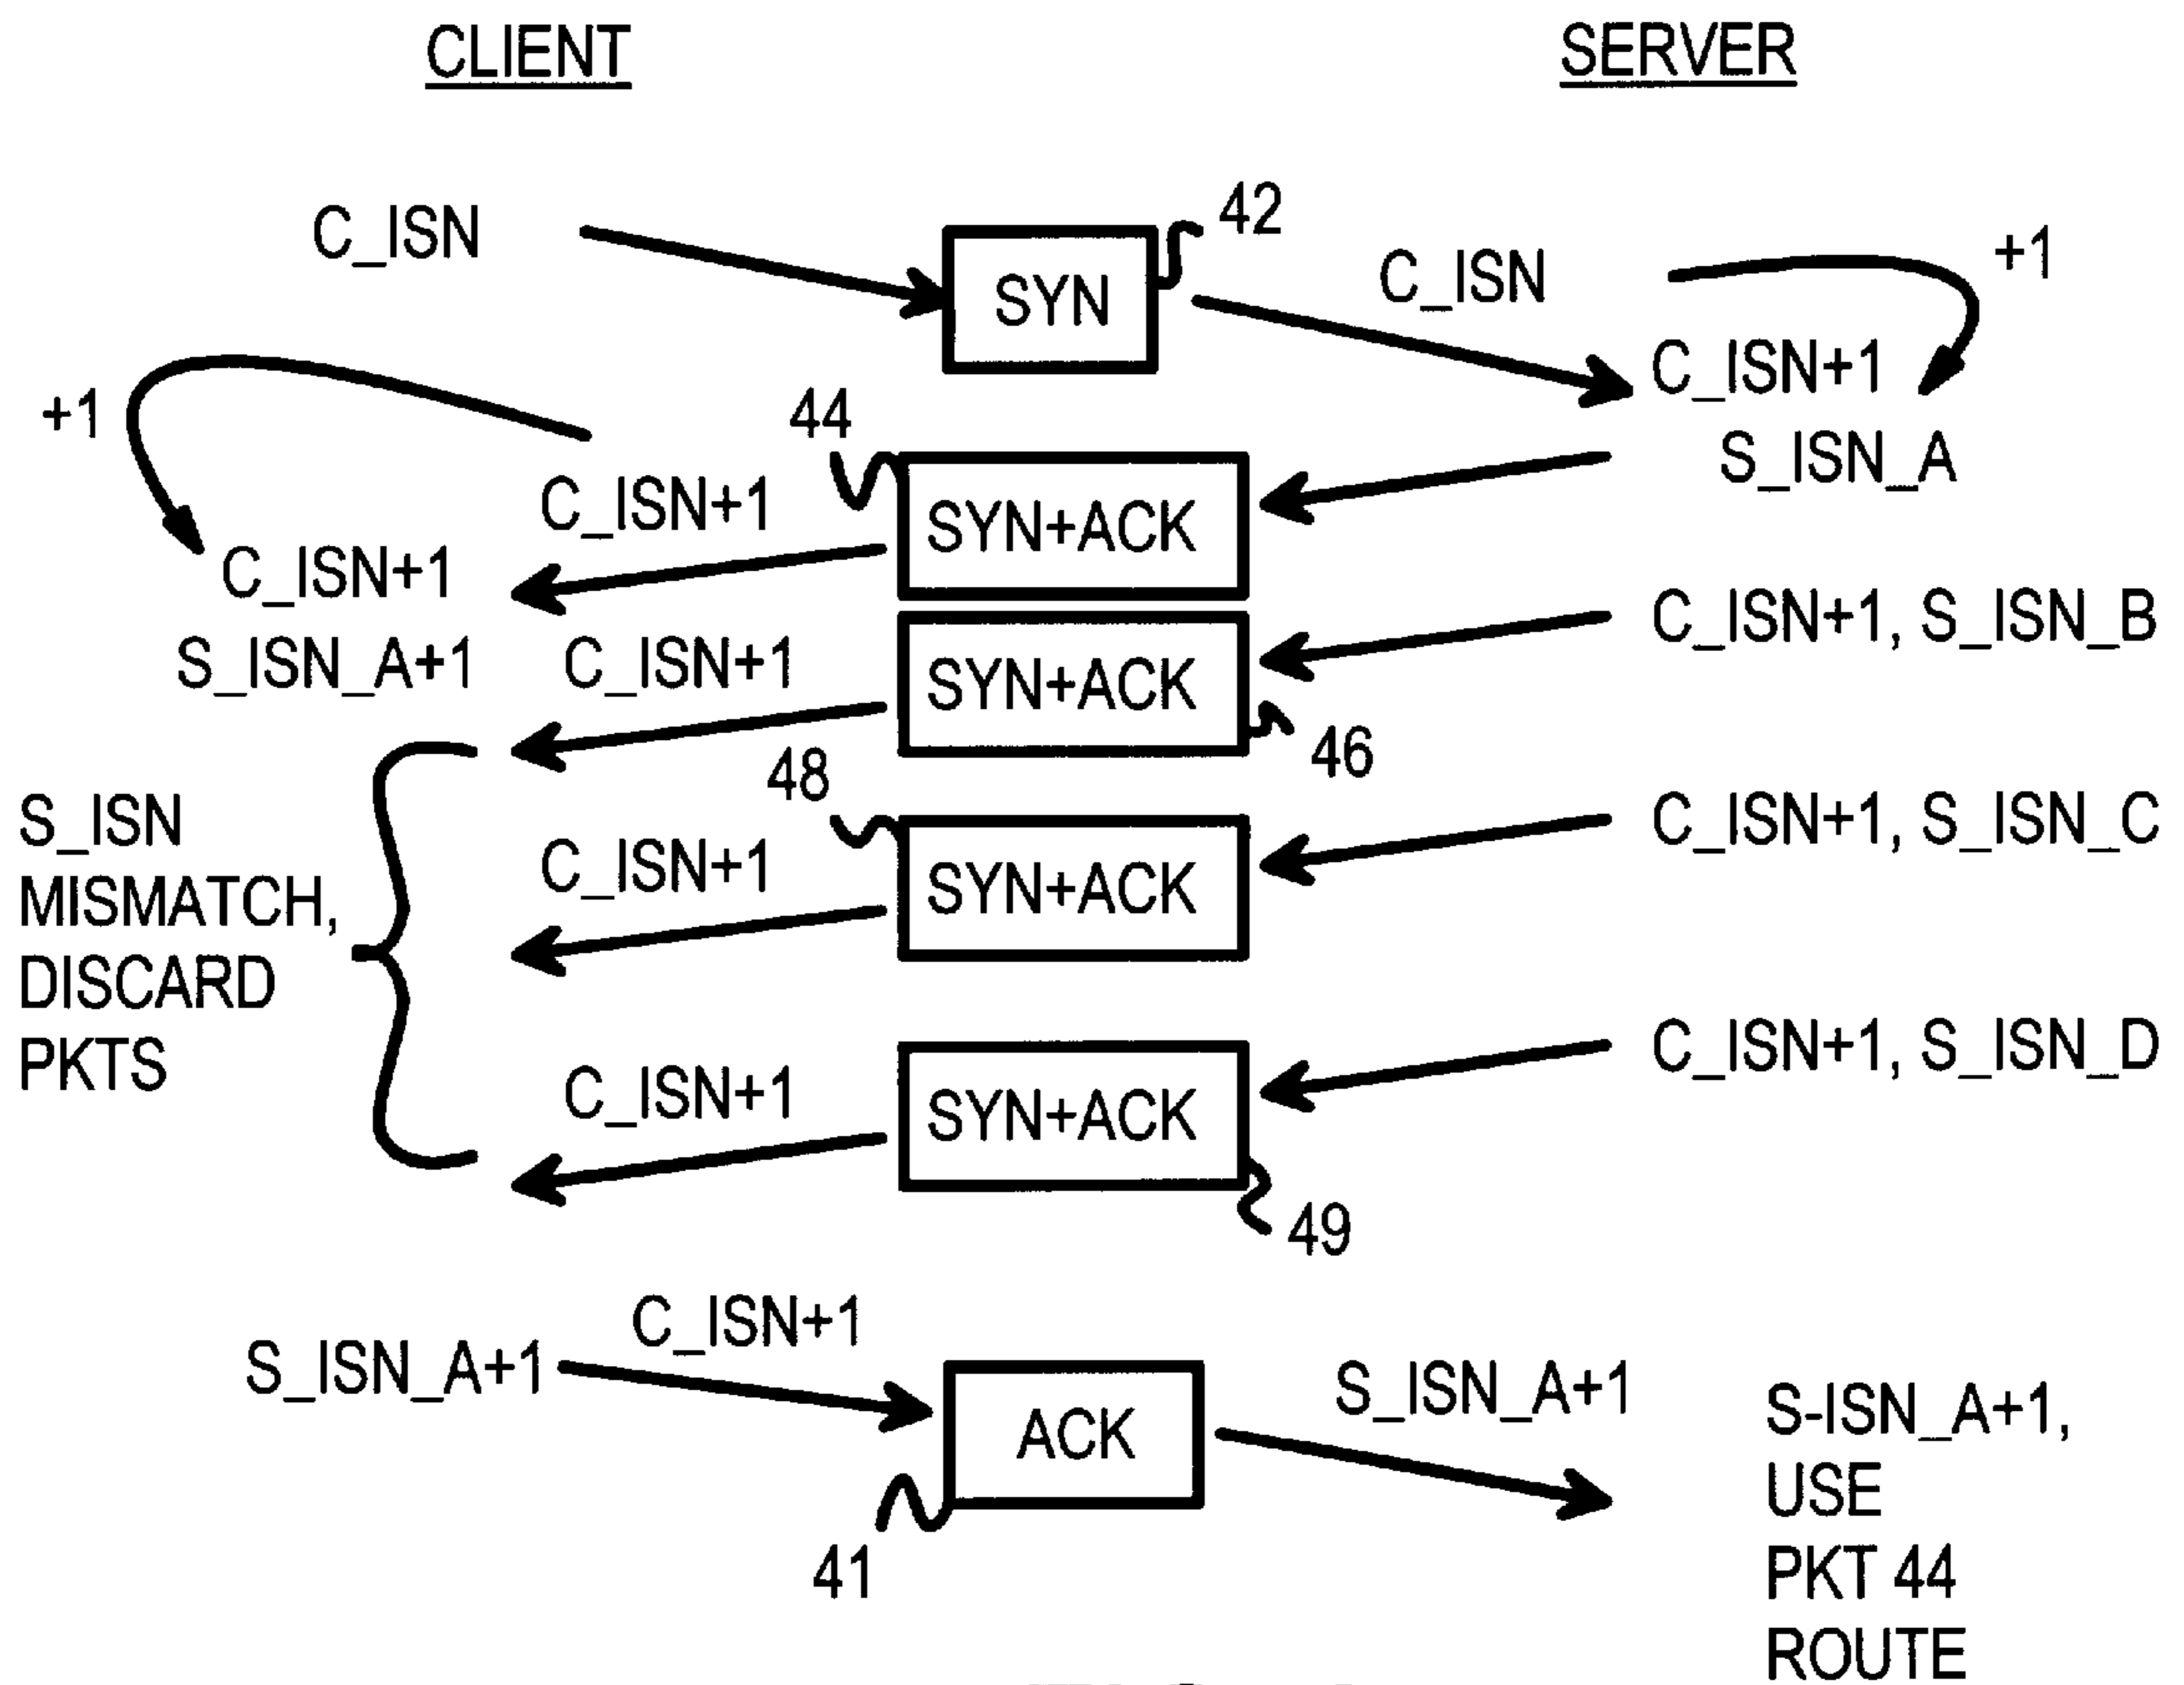 CLIENT
SERVER
C_ISN
SYN
42
C_ISN
+1
C_ISN+1
S_ISN_A
+1
44
C_ISN+1
SYN+ACK
C_ISN+1
S_ISN_A+1
C_ISN+1
SYN+ACK
46
C_ISN+1, S_ISN_B
48
S_ISN
MISMATCH,
DISCARD
PKTS
C_ISN+1
SYN+ACK
C_ISN+1, S_ISN_C
C_ISN+1
SYN+ACK
49
C_ISN+1, S_ISN_D
S_ISN_A+1
C_ISN+1
ACK
41
S_ISN_A+1
S-ISN_A+1,
USE
PKT 44
ROUTE